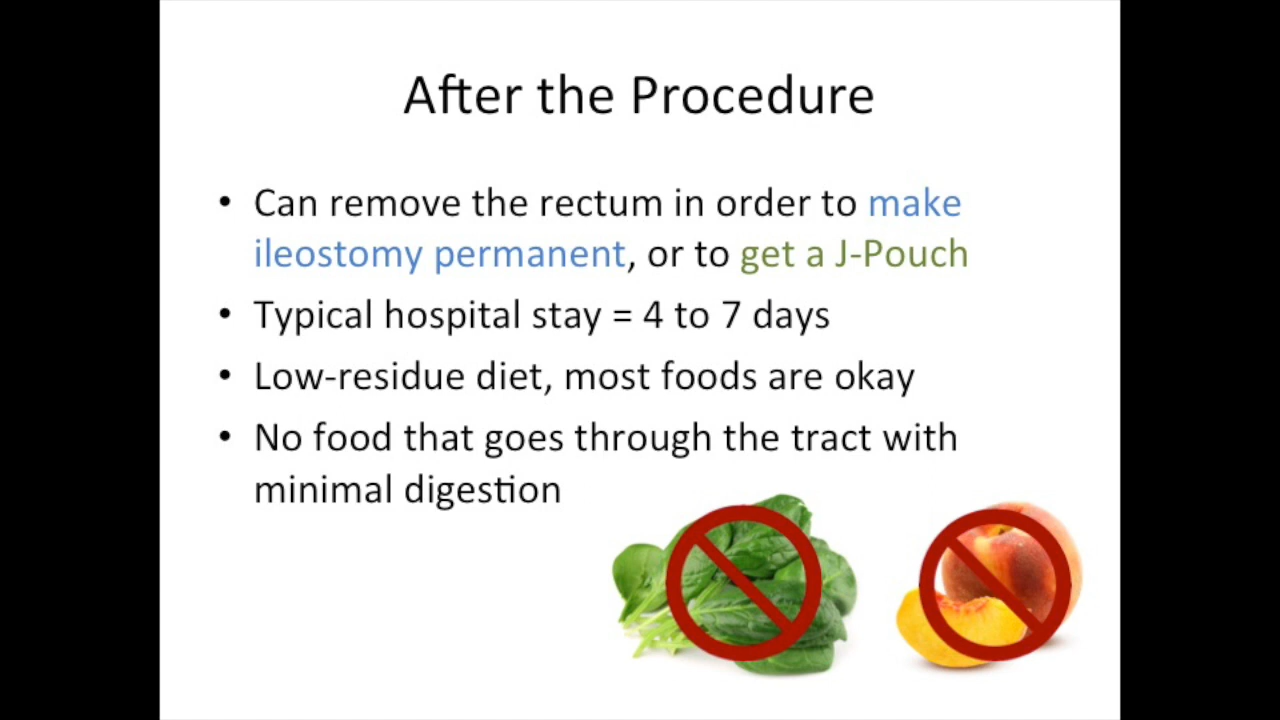 After the Procedure
• Can remove the rectum in order to make
ileostomy permanent, or to get a J-Pouch
• Typical hospital stay = 4 to 7 days
• Low-residue diet, most foods are okay
• No food that goes through the tract with
minimal digestion